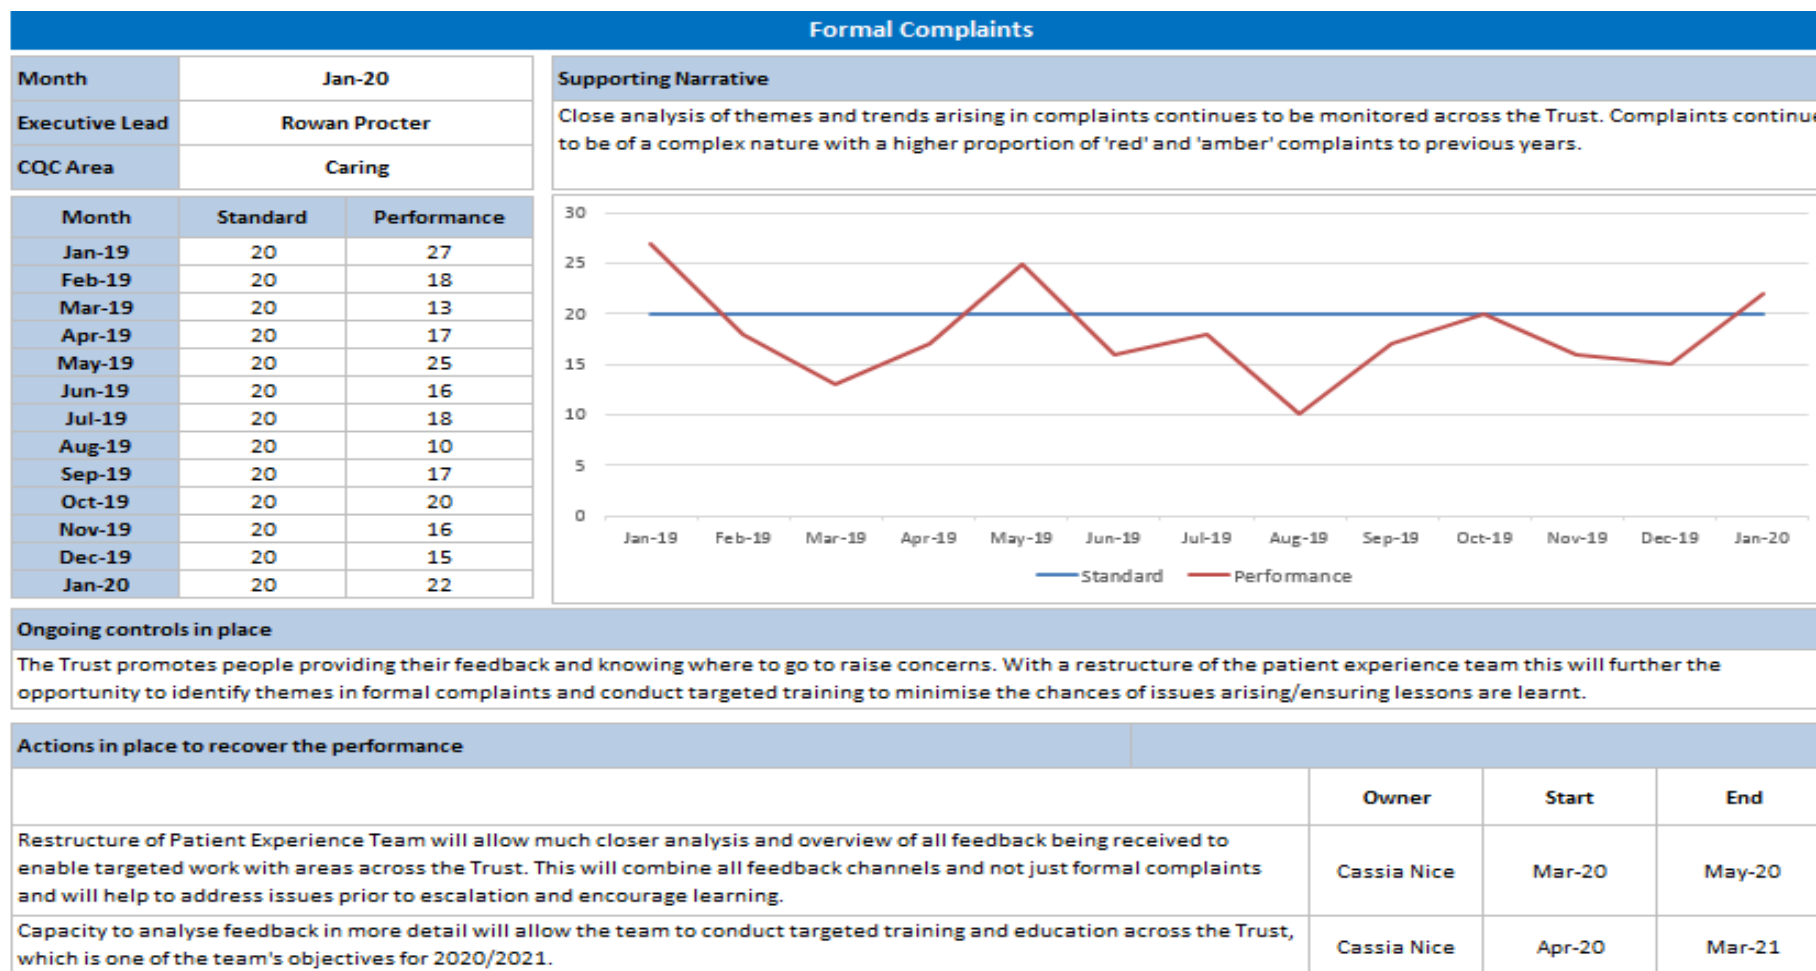 Formal Complaints
Month Jan-20
Executive Lead Rowan Procter
CQC Area Caring
Supporting Narrative
Close analysis of themes and trends arising in complaints continues to be monitored across the Trust. Complaints continue
to be of a complex nature with a higher proportion of 'red' and 'amber' complaints to previous years.
Month Standard Performance
Jan-19 20 27
Feb-19 20 18
Mar-19 20 13
Apr-19 20 17
May-19 20 25
Jun-19 20 16
Jul-19 20 18
Aug-19 20 10
Sep-19 20 17
Oct-19 20 20
Nov-19 20 16
Dec-19 20 15
Jan-20 20 22
30
25
20
15
10
5
0
Jan-19 Feb-19 Mar-19 Apr-19 May-19 Jun-19 Jul-19 Aug-19 Sep-19 Oct-19 Nov-19 Dec-19 Jan-20
Standard Performance
Ongoing controls in place
The Trust promotes people providing their feedback and knowing where to go to raise concerns. With a restructure of the patient experience team this will further the
opportunity to identify themes in formal complaints and conduct targeted training to minimise the chances of issues arising/ensuring lessons are learnt.
Actions in place to recover the performance
Owner Start End
Restructure of Patient Experience Team will allow much closer analysis and overview of all feedback being received to
enable targeted work with areas across the Trust. This will combine all feedback channels and not just formal complaints
and will help to address issues prior to escalation and encourage learning.
Cassia Nice Mar-20 May-20
Capacity to analyse feedback in more detail will allow the team to conduct targeted training and education across the Trust,
which is one of the team's objectives for 2020/2021.
Cassia Nice Apr-20 Mar-21